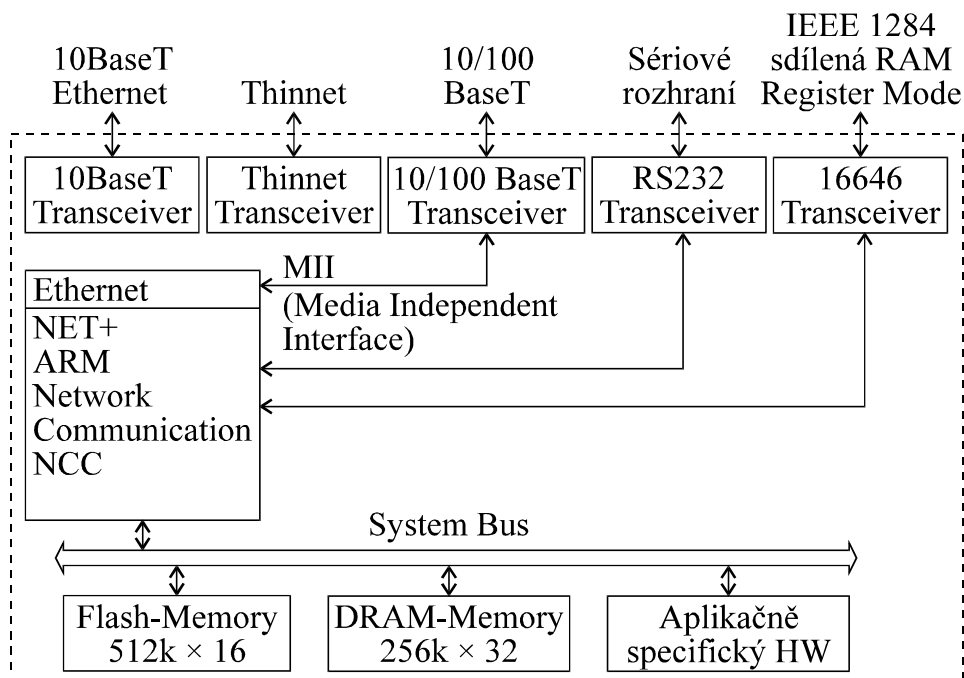 10BaseT
Ethernet
Thinnet
10/100
BaseT
Sériové
rozhraní
IEEE 1284
sdílená RAM
Register Mode
10BaseT
Transceiver
Thinnet
Transceiver
10/100 BaseT
Transceiver
RS232
Transceiver
16646
Transceiver
Ethernet
NET+
ARM
Network
Communication
NCC
MII
(Media Independent
Interface)
System Bus
Flash-Memory
512k × 16
DRAM-Memory
256k × 32
Aplikačně
specifický HW